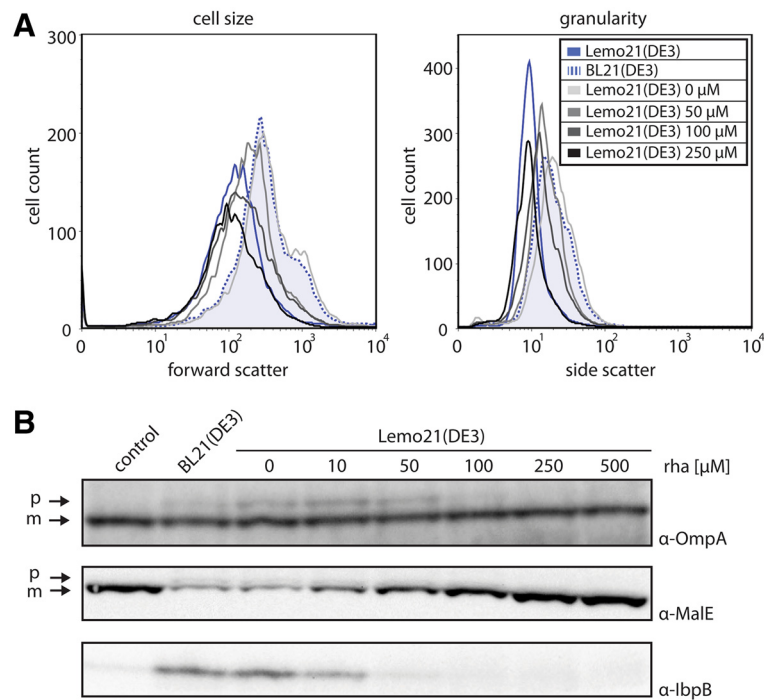 A
cell size
granularity
300
200
100
0
cell count
0 10¹ 10² 10³ 10⁴
forward scatter
400
300
200
100
0
cell count
0 10¹ 10² 10³ 10⁴
side scatter
Lemo21(DE3)
BL21(DE3)
Lemo21(DE3) 0 μM
Lemo21(DE3) 50 μM
Lemo21(DE3) 100 μM
Lemo21(DE3) 250 μM
B
control
BL21(DE3)
Lemo21(DE3)
0 10 50 100 250 500 rha [μM]
p
m
α-OmpA
p
m
α-MalE
α-IbpB